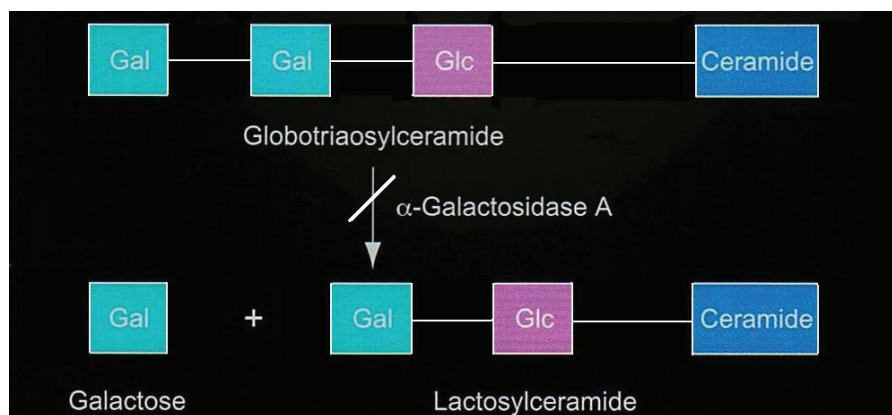 Gal Gal Glc Ceramide
Globotriaosylceramide
α-Galactosidase A
Gal + Gal Glc Ceramide
Galactose Lactosylceramide